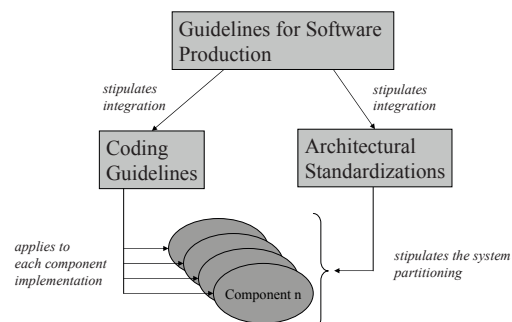 Guidelines for Software
Production
stipulates
integration
stipulates
integration
Coding
Guidelines
Architectural
Standardizations
applies to
each component
implementation
stipulates the system
partitioning
Component n